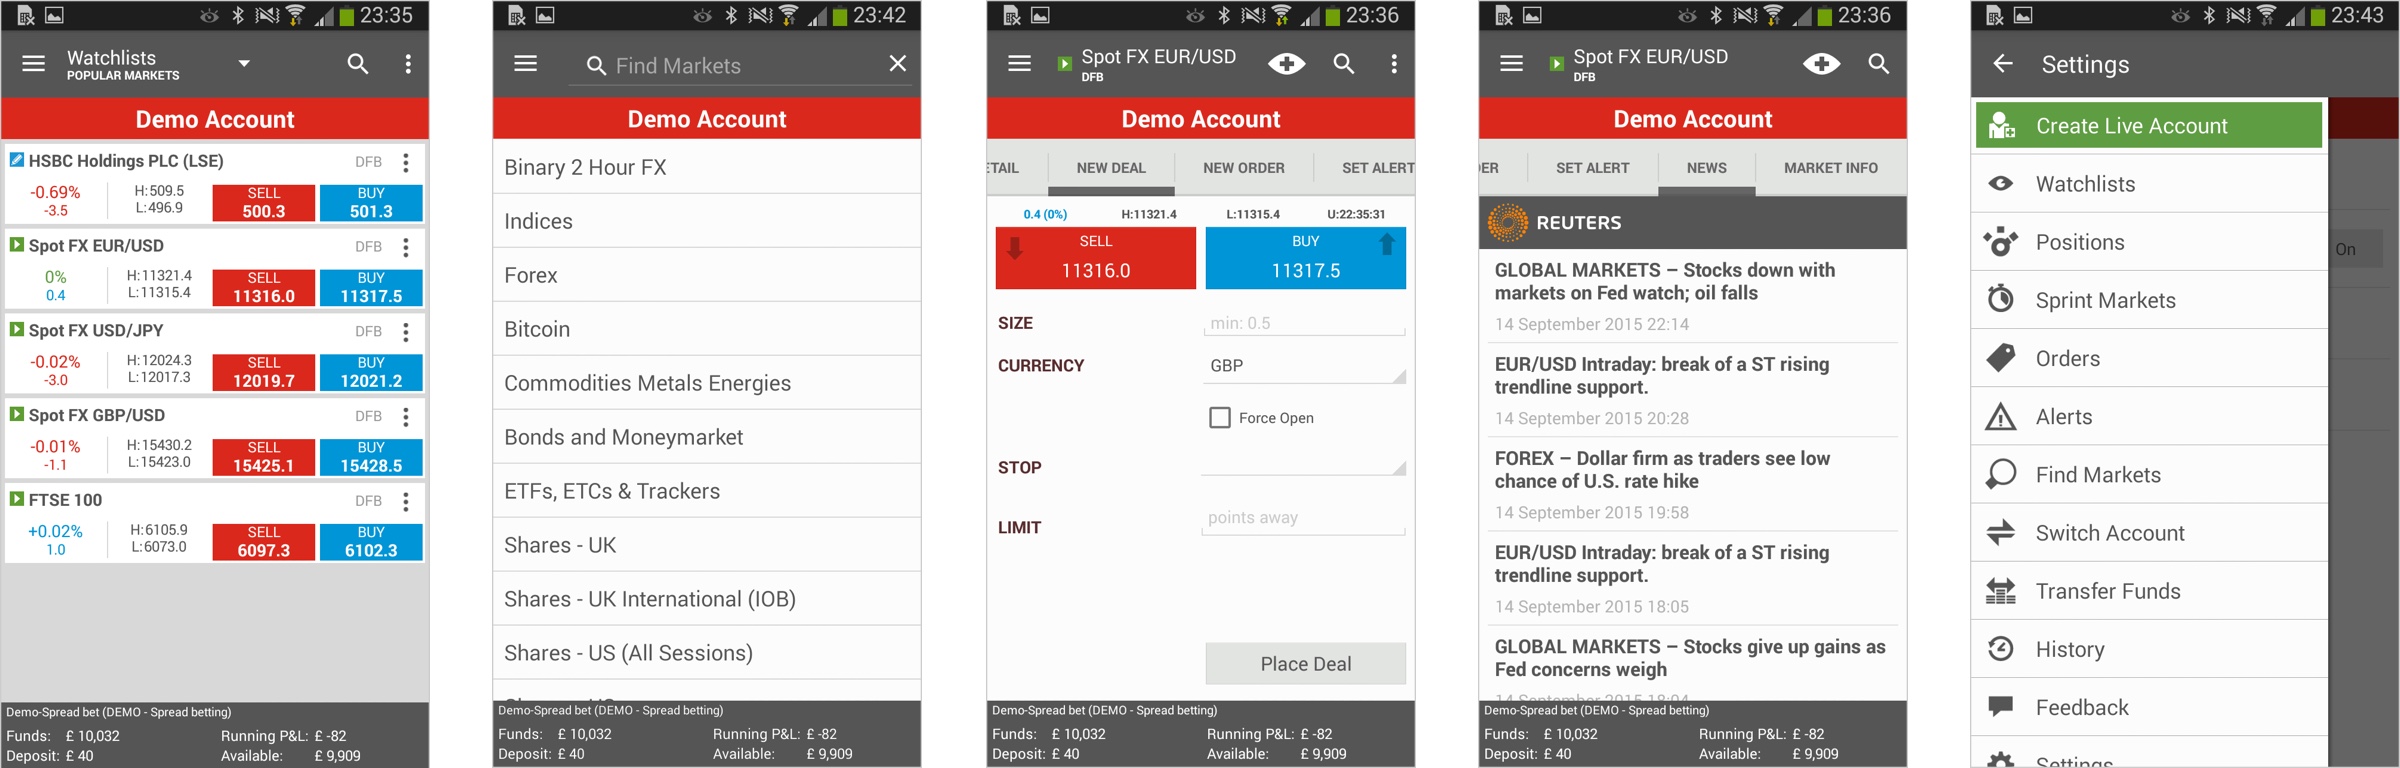 23:35
Watchlists
POPULAR MARKETS
Demo Account
HSBC Holdings PLC (LSE) DFB
-0.69% H:509.5 SELL BUY
-3.5 L:496.9 500.3 501.3
Spot FX EUR/USD DFB
0% H:11321.4 SELL BUY
0.4 L:11315.4 11316.0 11317.5
Spot FX USD/JPY DFB
-0.02% H:12024.3 SELL BUY
-3.0 L:12017.3 12019.7 12021.2
Spot FX GBP/USD DFB
-0.01% H:15430.2 SELL BUY
-1.1 L:15423.0 15425.1 15428.5
FTSE 100 DFB
+0.02% H:6105.9 SELL BUY
1.0 L:6073.0 6097.3 6102.3
Demo-Spread bet (DEMO - Spread betting)
Funds: £ 10,032 Running P&L: £ -82
Deposit: £ 40 Available: £ 9,909
23:42
Find Markets
Demo Account
Binary 2 Hour FX
Indices
Forex
Bitcoin
Commodities Metals Energies
Bonds and Moneymarket
ETFs, ETCs & Trackers
Shares - UK
Shares - UK International (IOB)
Shares - US (All Sessions)
Demo-Spread bet (DEMO - Spread betting)
Funds: £ 10,032 Running P&L: £ -82
Deposit: £ 40 Available: £ 9,909
23:36
Spot FX EUR/USD
DFB
Demo Account
ETAIL NEW DEAL NEW ORDER SET ALERT
0.4 (0%) H:11321.4 L:11315.4 U:22:35:31
SELL BUY
11316.0 11317.5
SIZE min: 0.5
CURRENCY GBP
Force Open
STOP
LIMIT points away
Place Deal
Demo-Spread bet (DEMO - Spread betting)
Funds: £ 10,032 Running P&L: £ -82
Deposit: £ 40 Available: £ 9,909
23:36
Spot FX EUR/USD
DFB
Demo Account
DER SET ALERT NEWS MARKET INFO
REUTERS
GLOBAL MARKETS – Stocks down with
markets on Fed watch; oil falls
14 September 2015 22:14
EUR/USD Intraday: break of a ST rising
trendline support.
14 September 2015 20:28
FOREX – Dollar firm as traders see low
chance of U.S. rate hike
14 September 2015 19:58
EUR/USD Intraday: break of a ST rising
trendline support.
14 September 2015 18:05
GLOBAL MARKETS – Stocks give up gains as
Fed concerns weigh
14 September 2015 18:04
Demo-Spread bet (DEMO - Spread betting)
Funds: £ 10,032 Running P&L: £ -82
Deposit: £ 40 Available: £ 9,909
23:43
Settings
Create Live Account
Watchlists
Positions
On
Sprint Markets
Orders
Alerts
Find Markets
Switch Account
Transfer Funds
History
Feedback
Settings